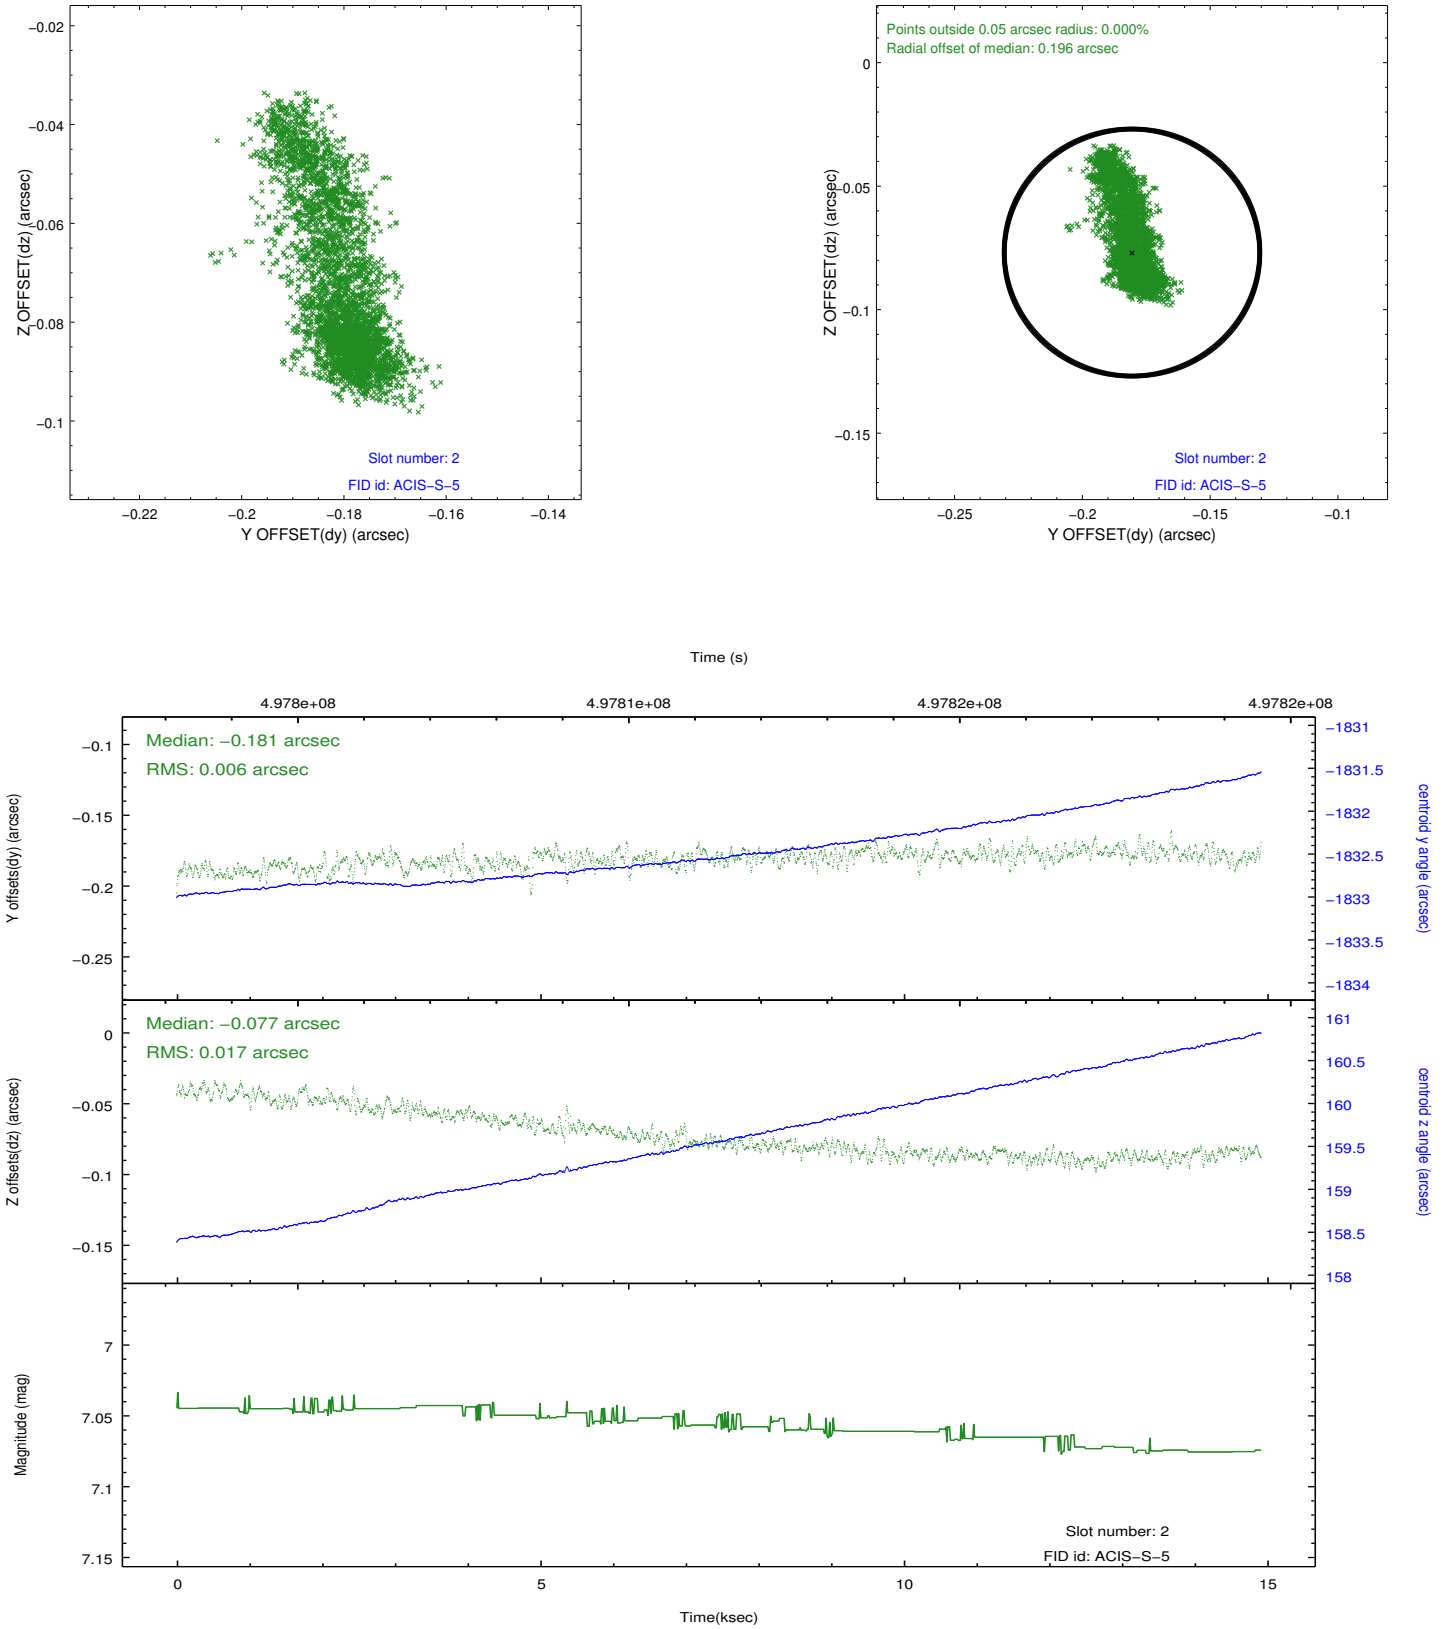 −0.02
−0.04
−0.06
−0.08
−0.1
Z OFFSET(dz) (arcsec)
Slot number: 2
FID id: ACIS−S−5
−0.22
−0.2
−0.18
−0.16
−0.14
Y OFFSET(dy) (arcsec)
Points outside 0.05 arcsec radius: 0.000%
Radial offset of median: 0.196 arcsec
0
−0.05
−0.1
−0.15
Z OFFSET(dz) (arcsec)
Slot number: 2
FID id: ACIS−S−5
−0.25
−0.2
−0.15
−0.1
Y OFFSET(dy) (arcsec)
Time (s)
4.978e+08
4.9781e+08
4.9782e+08
4.9782e+08
Median: −0.181 arcsec
RMS: 0.006 arcsec
−0.1
−0.15
−0.2
−0.25
Y offsets(dy) (arcsec)
−1831
−1831.5
−1832
−1832.5
−1833
−1833.5
−1834
centroid y angle (arcsec)
Median: −0.077 arcsec
RMS: 0.017 arcsec
0
−0.05
−0.1
−0.15
Z offsets(dz) (arcsec)
161
160.5
160
159.5
159
158.5
158
centroid z angle (arcsec)
7
7.05
7.1
7.15
Magnitude (mag)
Slot number: 2
FID id: ACIS−S−5
0
5
10
15
Time(ksec)